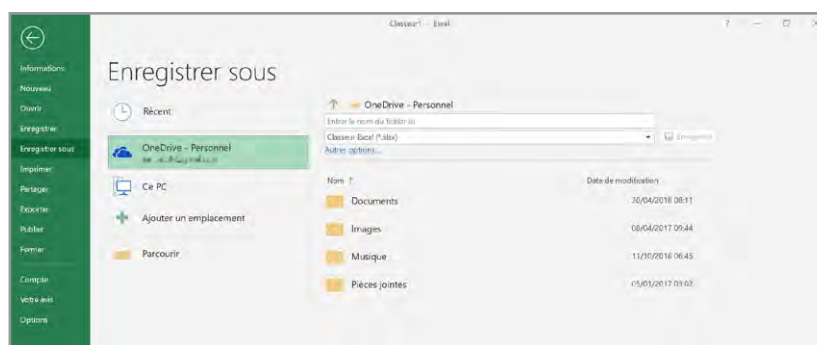 Classeur1 - Excel
?
Informations
Nouveau
Ouvrir
Enregistrer
Enregistrer sous
Imprimer
Partager
Exporter
Publier
Fermer
Compte
Votre avis
Options
Enregistrer sous
Récent
OneDrive - Personnel
Ce PC
Ajouter un emplacement
Parcourir
OneDrive - Personnel
Entrer le nom du fichier ici
Classeur Excel (*.xlsx)
Enregistrer
Autres options...
Nom ↑ Date de modification
Documents 30/04/2018 08:11
Images 08/04/2017 09:44
Musique 11/10/2016 06:45
Pièces jointes 05/01/2017 03:02